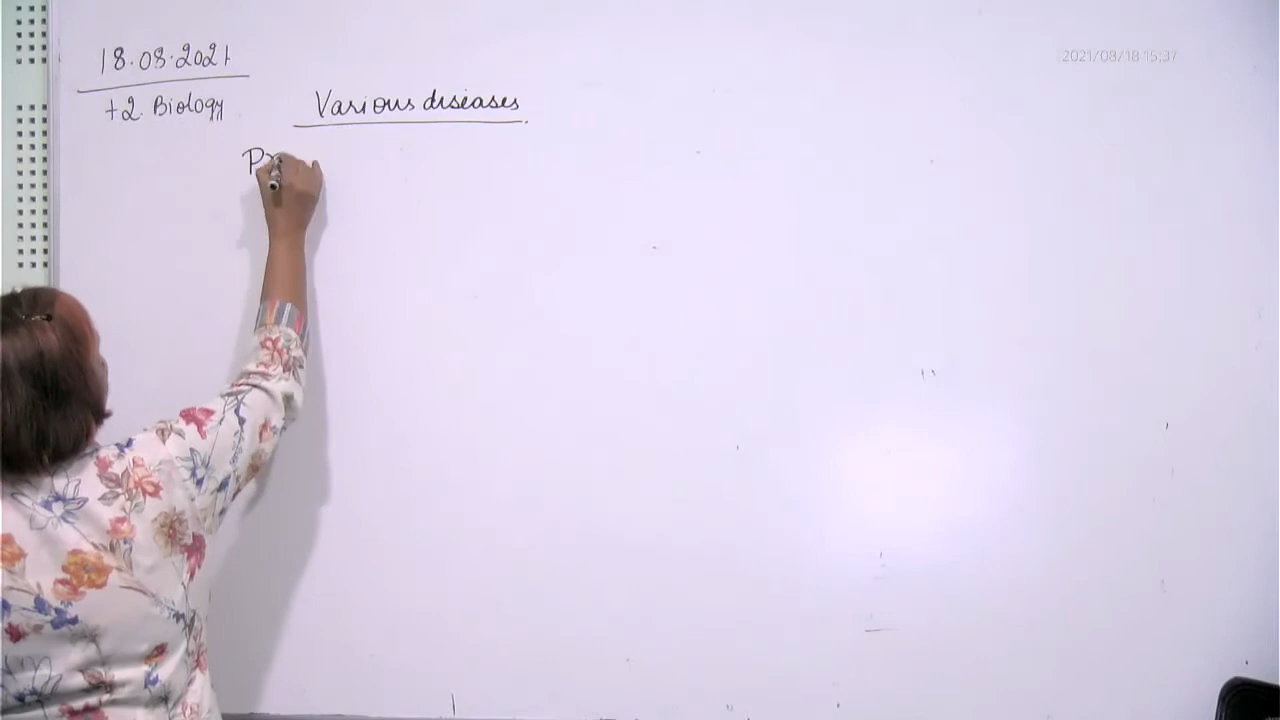 18.08.2021
2021/08/18 15:37
+2. Biology
Various diseases